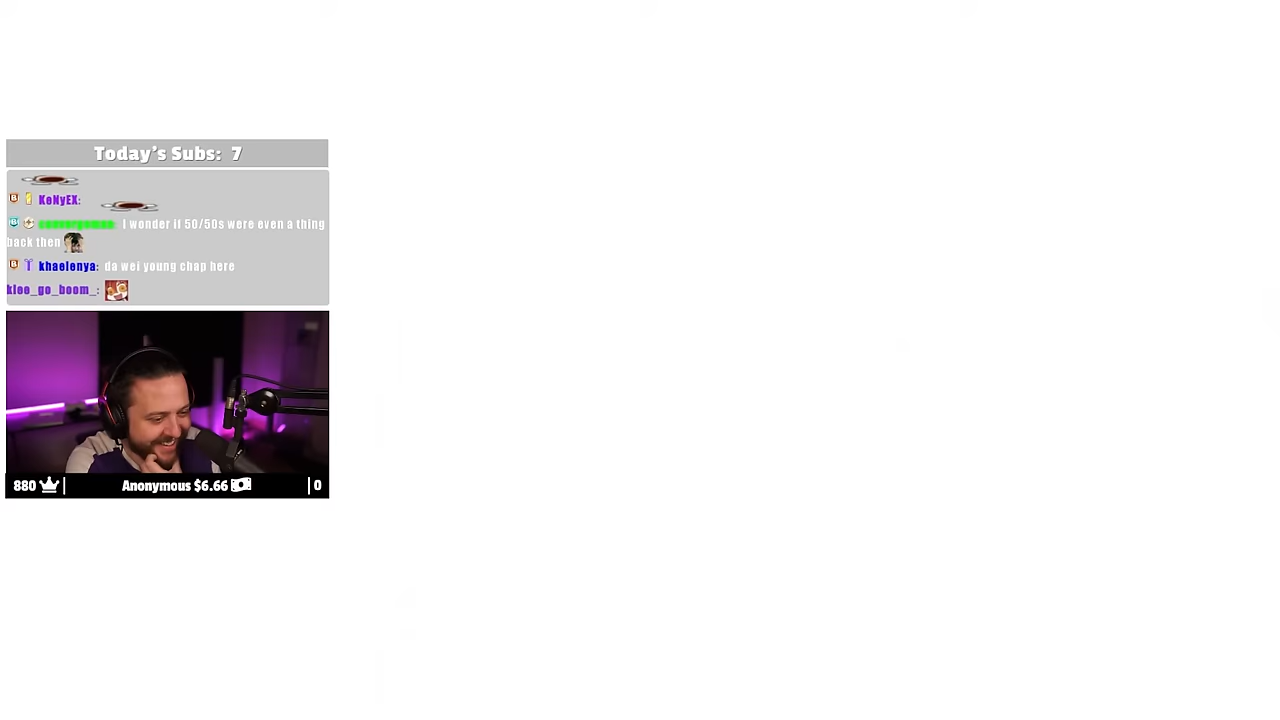 Today's Subs: 7
KeNyEX:
I wonder if 50/50s were even a thing
back then
khaelenya: da wei young chap here
klee_go_boom_:
880 Anonymous $6.66 0